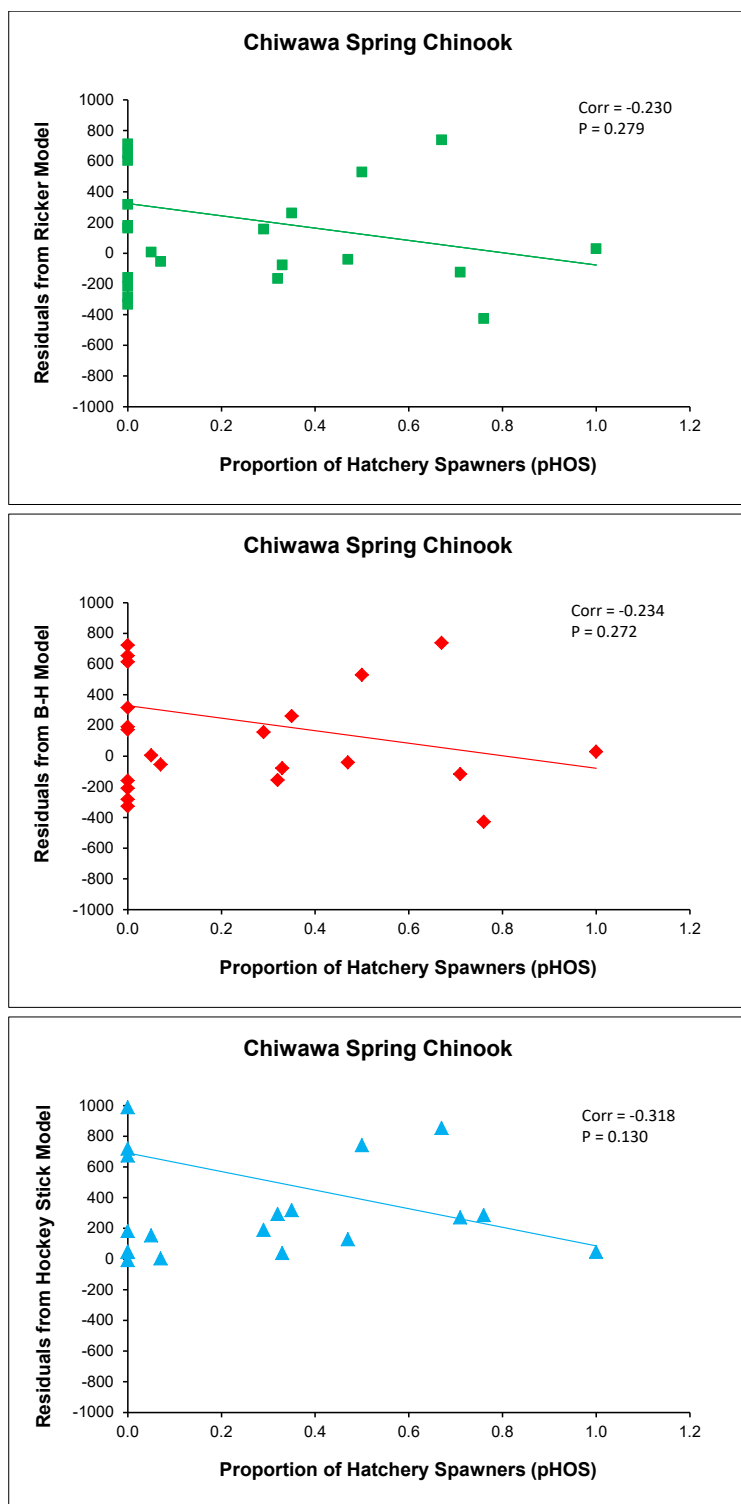 Chiwawa Spring Chinook
Corr = -0.230
P = 0.279
Residuals from Ricker Model
1000
800
600
400
200
0
-200
-400
-600
-800
-1000
0.0 0.2 0.4 0.6 0.8 1.0 1.2
Proportion of Hatchery Spawners (pHOS)
Chiwawa Spring Chinook
Corr = -0.234
P = 0.272
Residuals from B-H Model
1000
800
600
400
200
0
-200
-400
-600
-800
-1000
0.0 0.2 0.4 0.6 0.8 1.0 1.2
Proportion of Hatchery Spawners (pHOS)
Chiwawa Spring Chinook
Corr = -0.318
P = 0.130
Residuals from Hockey Stick Model
1000
800
600
400
200
0
-200
-400
-600
-800
-1000
0.0 0.2 0.4 0.6 0.8 1.0 1.2
Proportion of Hatchery Spawners (pHOS)